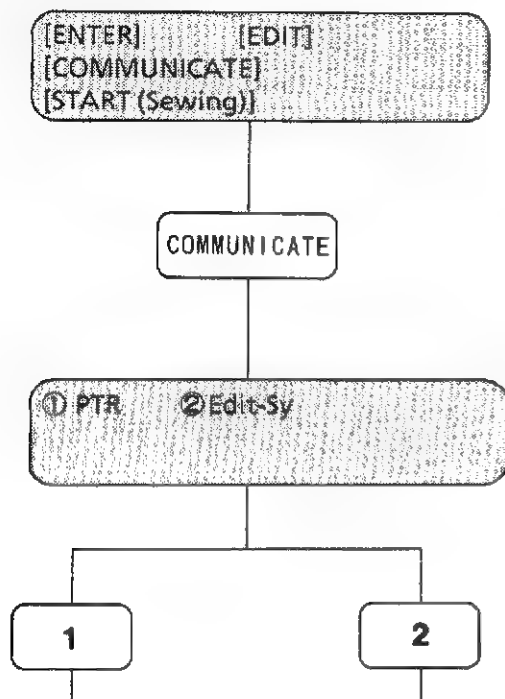 [ENTER] [EDIT]
[COMMUNICATE]
[START (Sewing)]
COMMUNICATE
① PTR ② Edit-Sy
1 2